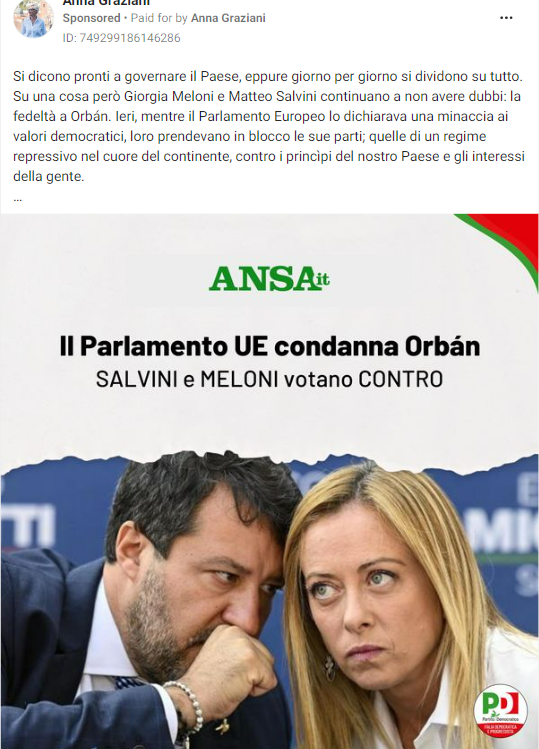 Anna Graziani
Sponsored • Paid for by Anna Graziani
ID: 749299186146286
Si dicono pronti a governare il Paese, eppure giorno per giorno si dividono su tutto.
Su una cosa però Giorgia Meloni e Matteo Salvini continuano a non avere dubbi: la
fedeltà a Orbán. Ieri, mentre il Parlamento Europeo lo dichiarava una minaccia ai
valori democratici, loro prendevano in blocco le sue parti; quelle di un regime
repressivo nel cuore del continente, contro i princìpi del nostro Paese e gli interessi
della gente.
...
ANSAit
Il Parlamento UE condanna Orbán
SALVINI e MELONI votano CONTRO
TTI
MIG
PD
Partito Democratico
ITALIA DEMOCRATICA
E PROGRESSISTA